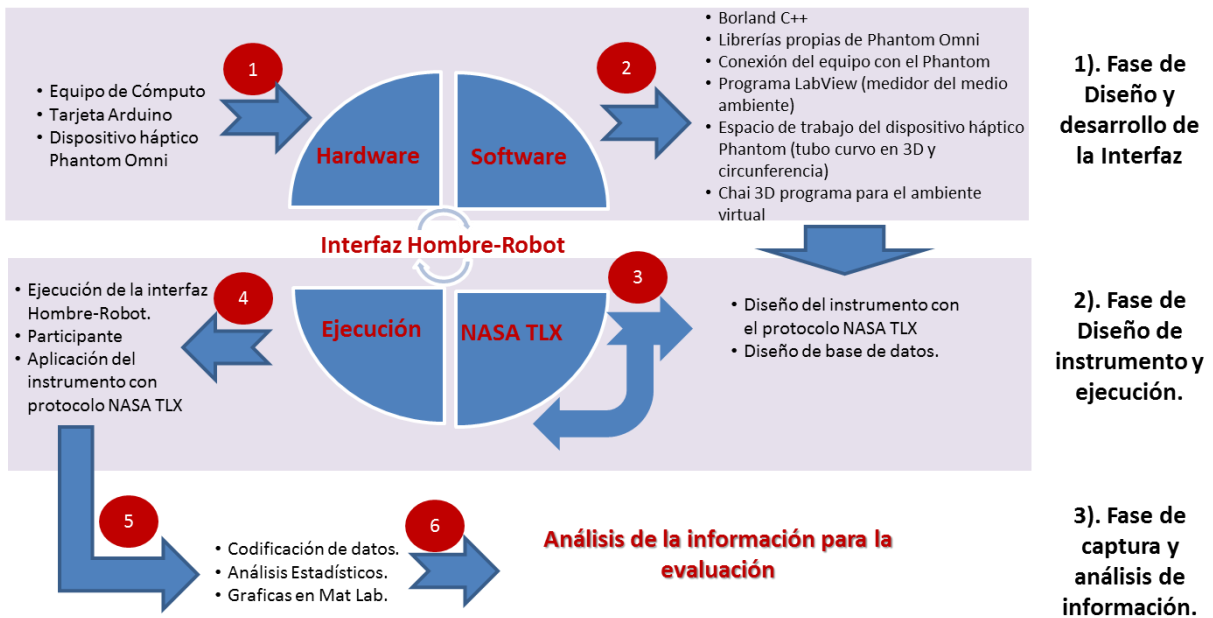 • Equipo de Cómputo
• Tarjeta Arduino
• Dispositivo háptico
Phantom Omni
1
Hardware
Software
2
• Borland C++
• Librerías propias de Phantom Omni
• Conexión del equipo con el Phantom
• Programa LabView (medidor del medio
ambiente)
• Espacio de trabajo del dispositivo háptico
Phantom (tubo curvo en 3D y
circunferencia)
• Chai 3D programa para el ambiente
virtual
1). Fase de
Diseño y
desarrollo de
la Interfaz
Interfaz Hombre-Robot
• Ejecución de la interfaz
Hombre-Robot.
• Participante
• Aplicación del
instrumento con
protocolo NASA TLX
4
Ejecución
NASA TLX
3
• Diseño del instrumento con
el protocolo NASA TLX
• Diseño de base de datos.
2). Fase de
Diseño de
instrumento y
ejecución.
5
• Codificación de datos.
• Análisis Estadísticos.
• Graficas en Mat Lab.
6
Análisis de la información para la
evaluación
3). Fase de
captura y
análisis de
información.